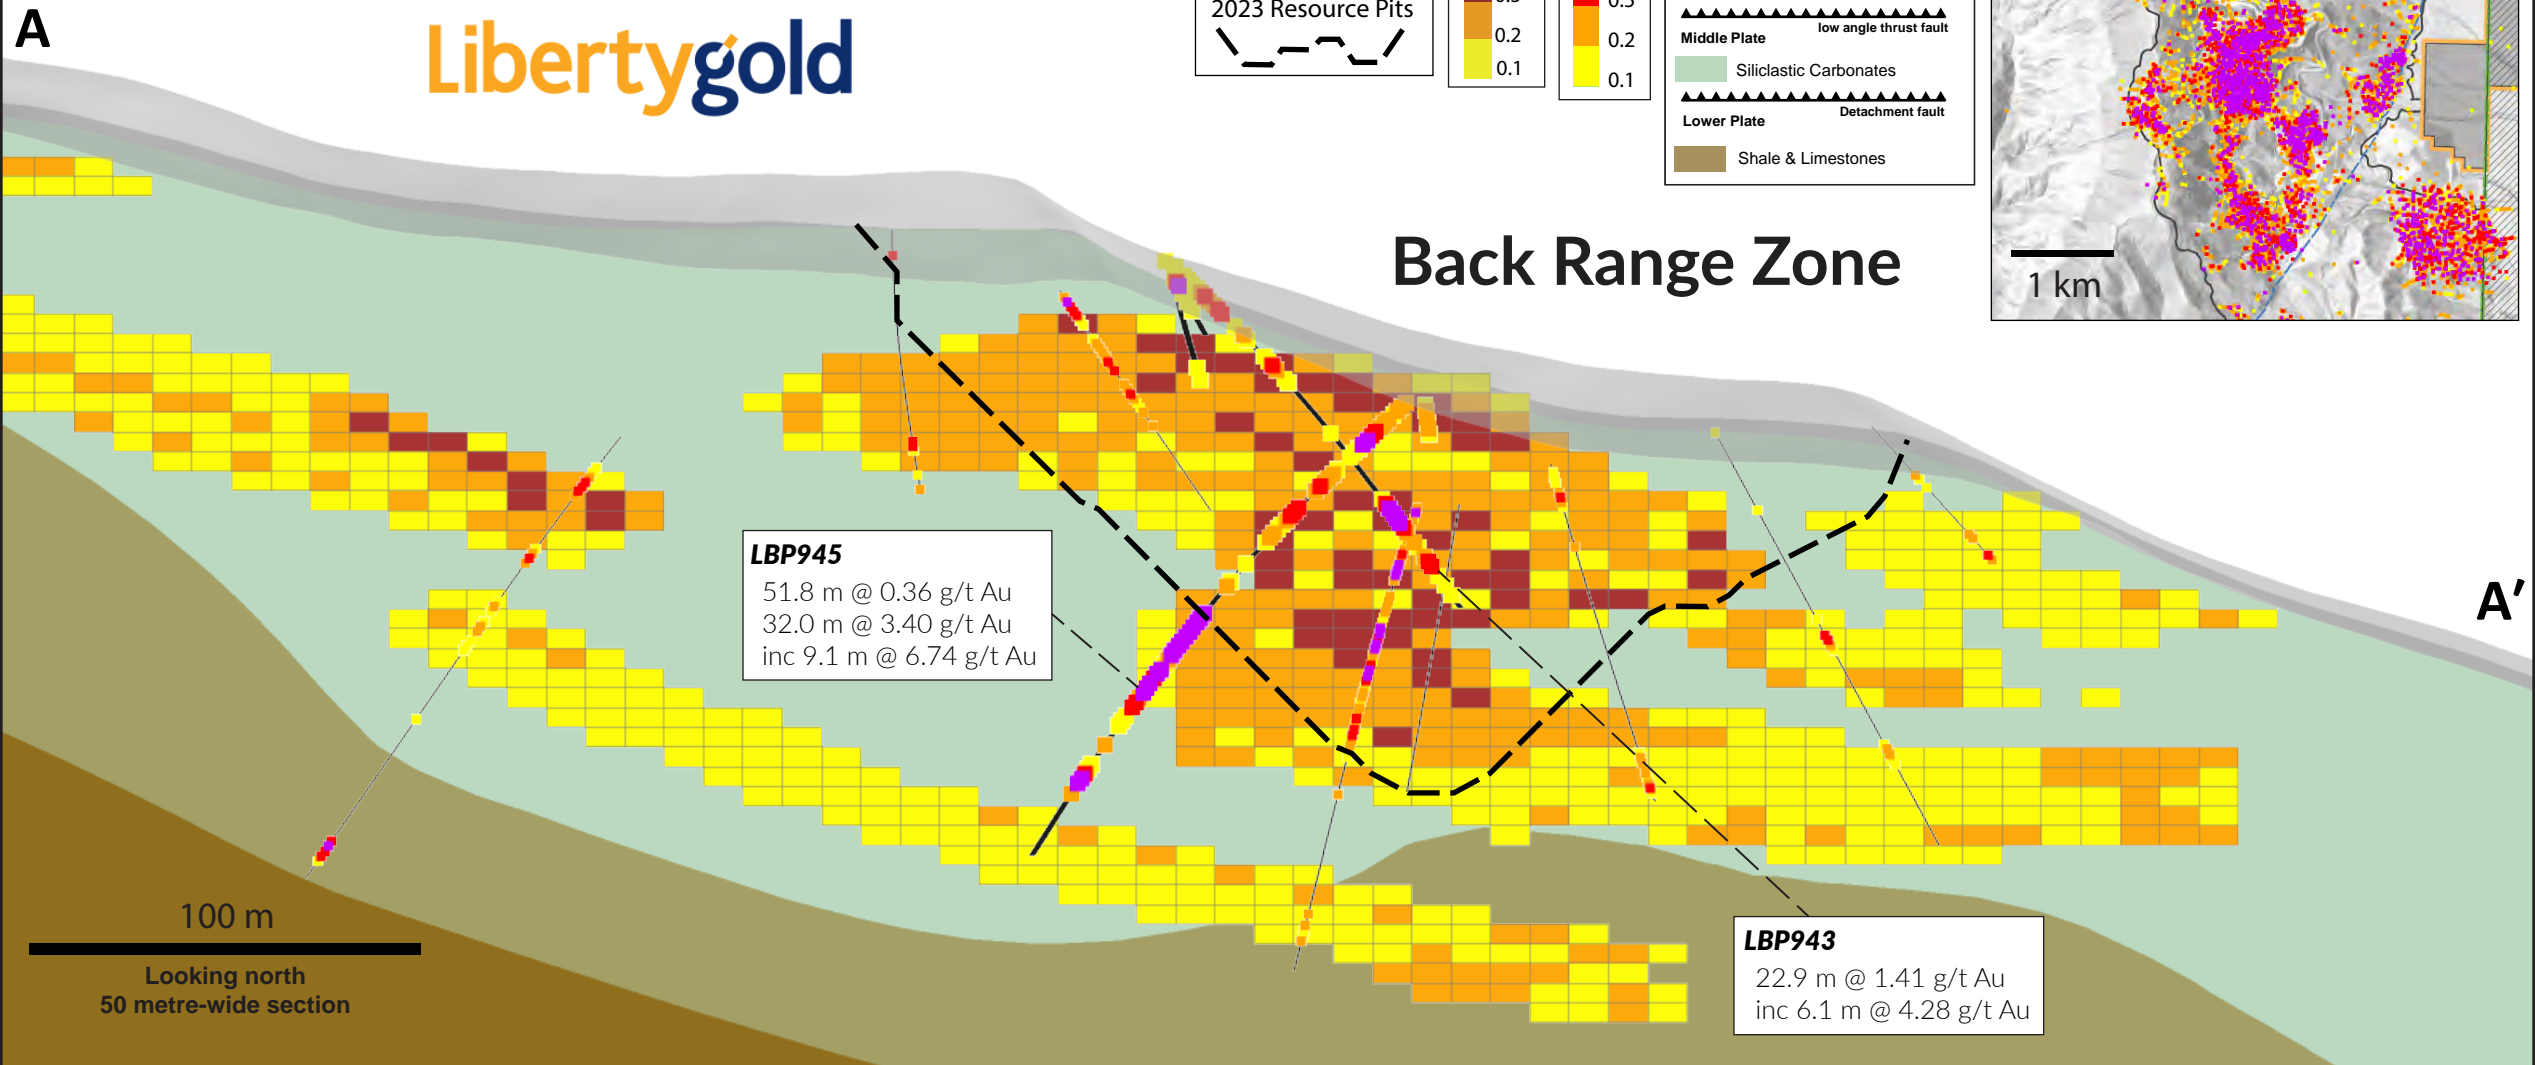 A
Libertygold
2023 Resource Pits
0.2
0.1
0.2
0.1
low angle thrust fault
Middle Plate
Siliclastic Carbonates
Detachment fault
Lower Plate
Shale & Limestones
1 km
Back Range Zone
LBP945
51.8 m @ 0.36 g/t Au
32.0 m @ 3.40 g/t Au
inc 9.1 m @ 6.74 g/t Au
A'
100 m
Looking north
50 metre-wide section
LBP943
22.9 m @ 1.41 g/t Au
inc 6.1 m @ 4.28 g/t Au